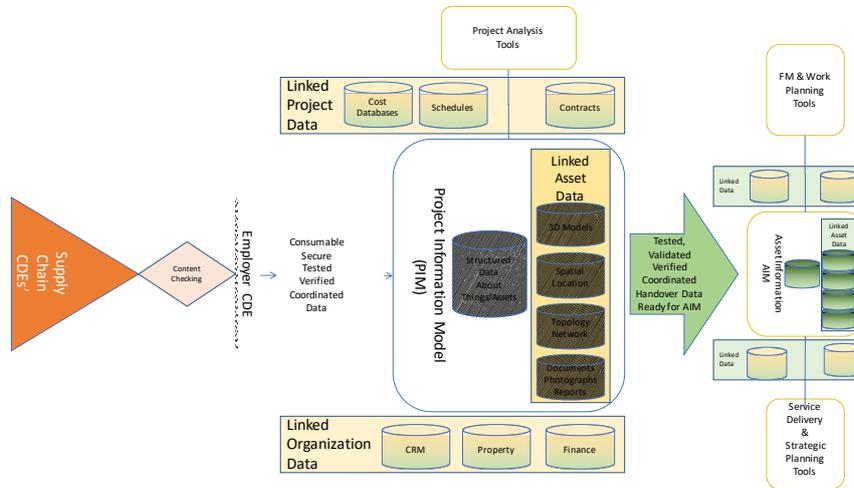 Project Analysis
Tools
Linked
Project
Data
Cost
Databases
Schedules
Contracts
Supply
Chain
CDEs'
Content
Checking
Employer CDE
Consumable
Secure
Tested
Verified
Coordinated
Data
Project Information Model
(PIM)
Structured
Data
About
Things/Assets
Linked
Asset
Data
3D Models
Spatial
Location
Topology
Network
Documents
Photographs
Reports
Tested,
Validated
Verified
Coordinated
Handover Data
Ready for AIM
Linked
Organization
Data
CRM
Property
Finance
FM & Work
Planning
Tools
Linked
Data
Asset Information
AIM
Linked
Asset
Data
Linked
Data
Service
Delivery
&
Strategic
Planning
Tools